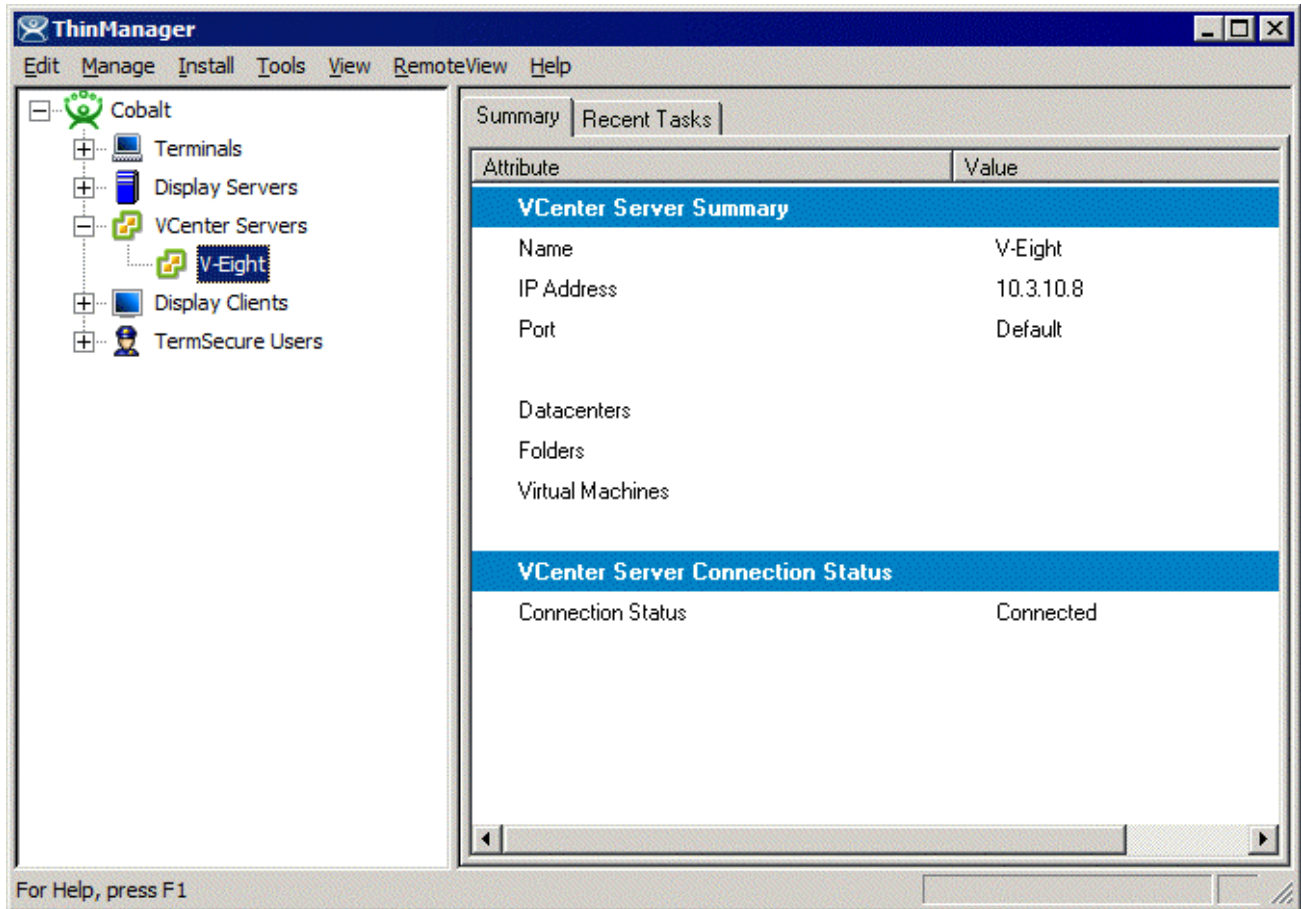 ThinManager
Edit Manage Install Tools View RemoteView Help
Cobalt
Terminals
Display Servers
VCenter Servers
V-Eight
Display Clients
TermSecure Users
Summary Recent Tasks
Attribute Value
VCenter Server Summary
Name V-Eight
IP Address 10.3.10.8
Port Default
Datacenters
Folders
Virtual Machines
VCenter Server Connection Status
Connection Status Connected
For Help, press F1